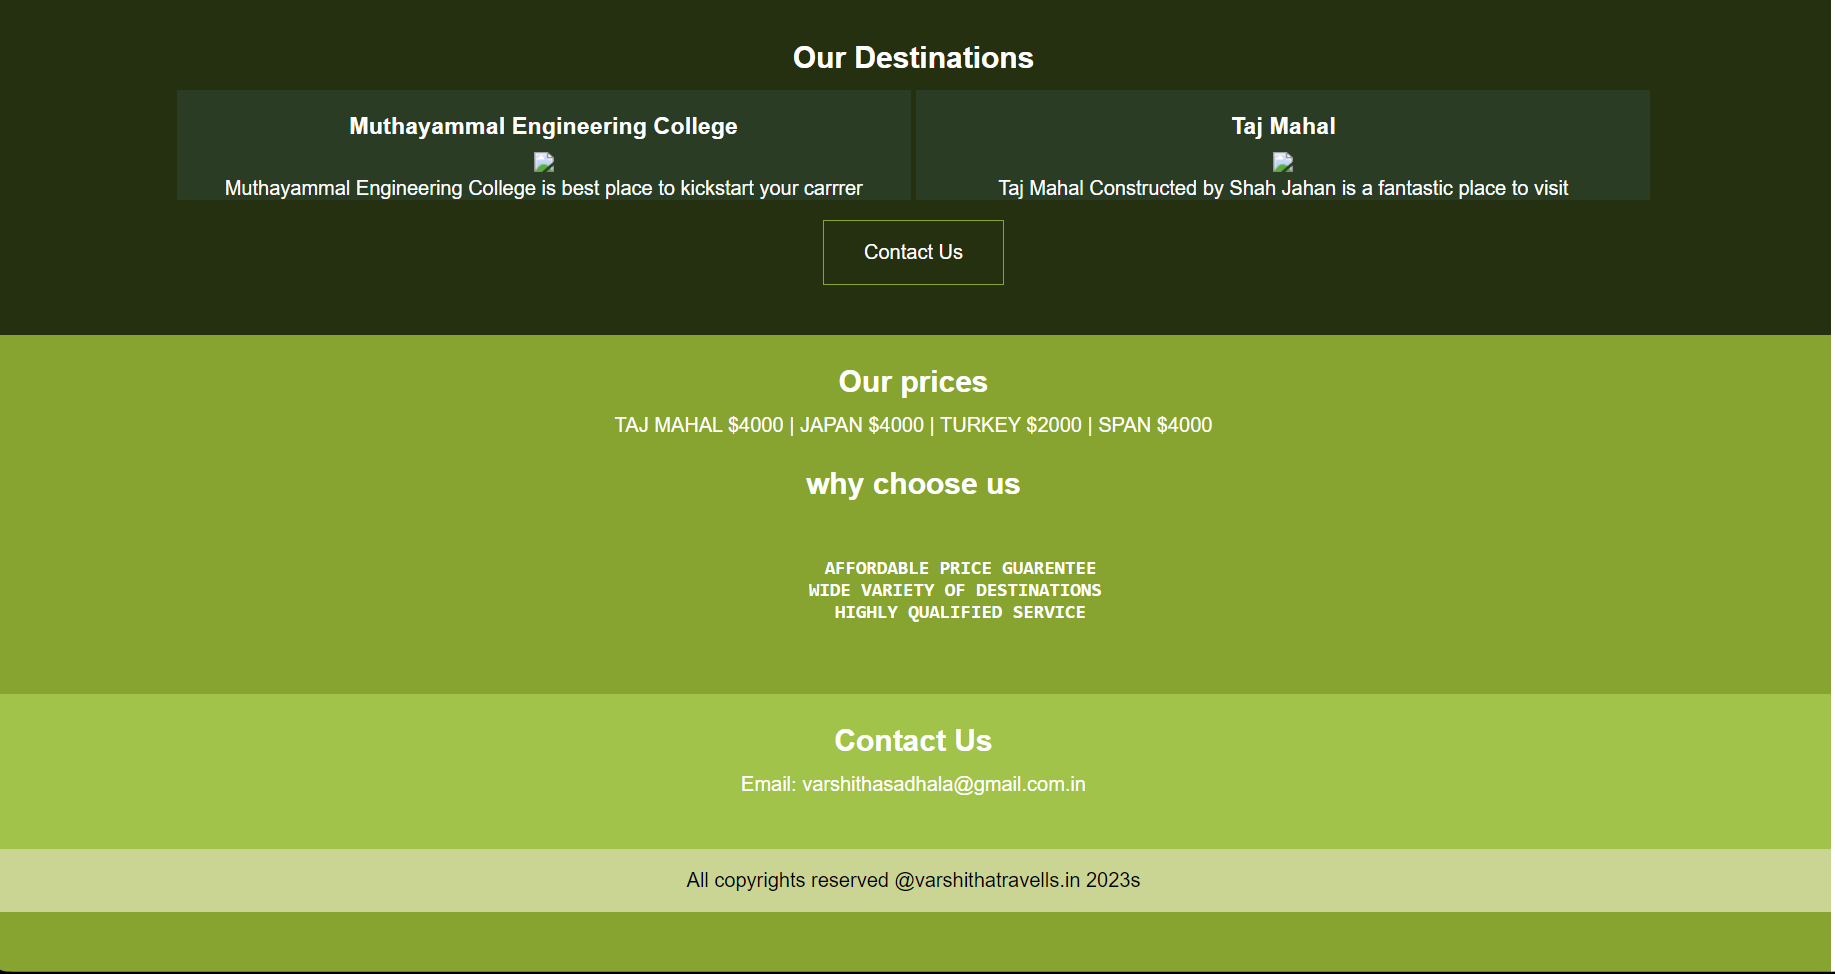 Our Destinations
Muthayammal Engineering College
Muthayammal Engineering College is best place to kickstart your carrrer
Taj Mahal
Taj Mahal Constructed by Shah Jahan is a fantastic place to visit
Contact Us
Our prices
TAJ MAHAL $4000 | JAPAN $4000 | TURKEY $2000 | SPAN $4000
why choose us
AFFORDABLE PRICE GUARENTEE
WIDE VARIETY OF DESTINATIONS
HIGHLY QUALIFIED SERVICE
Contact Us
Email: varshithasadhala@gmail.com.in
All copyrights reserved @varshithatravells.in 2023s